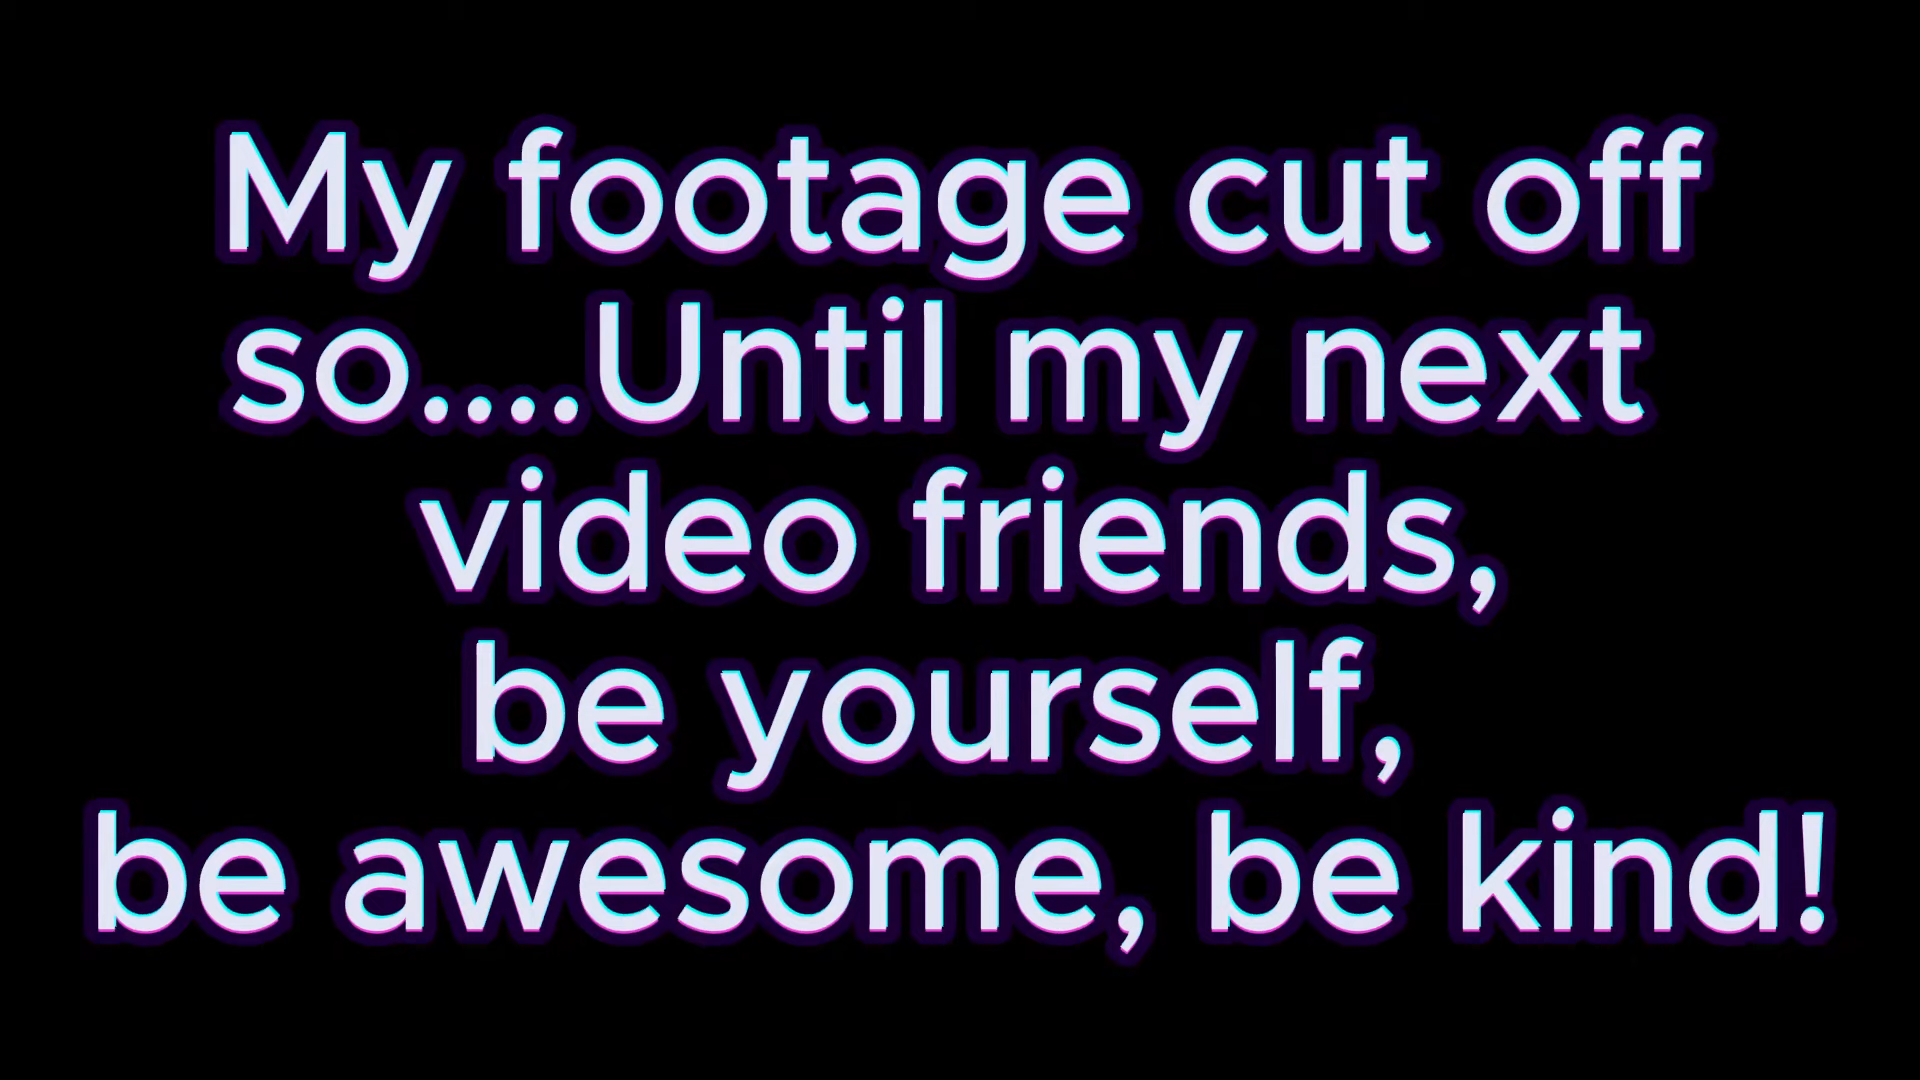 My footage cut off
so....Until my next
video friends,
be yourself,
be awesome, be kind!